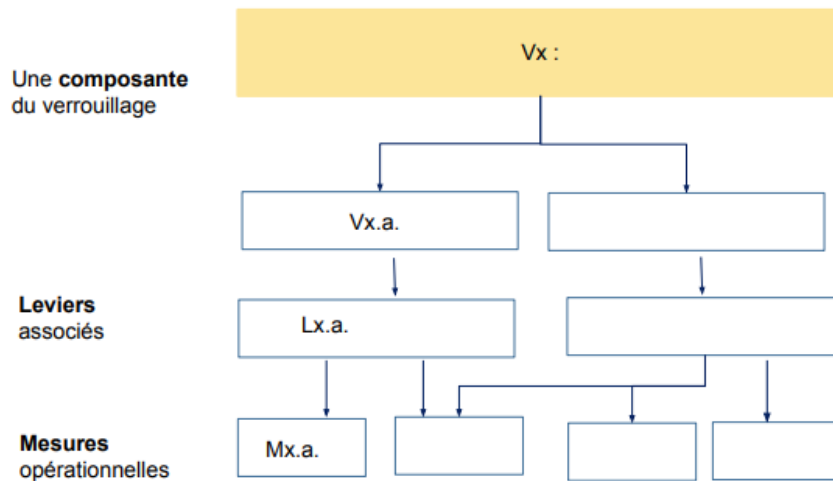 Vx :
Une composante
du verrouillage
Vx.a.
Leviers
associés
Lx.a.
Mesures
opérationnelles
Mx.a.